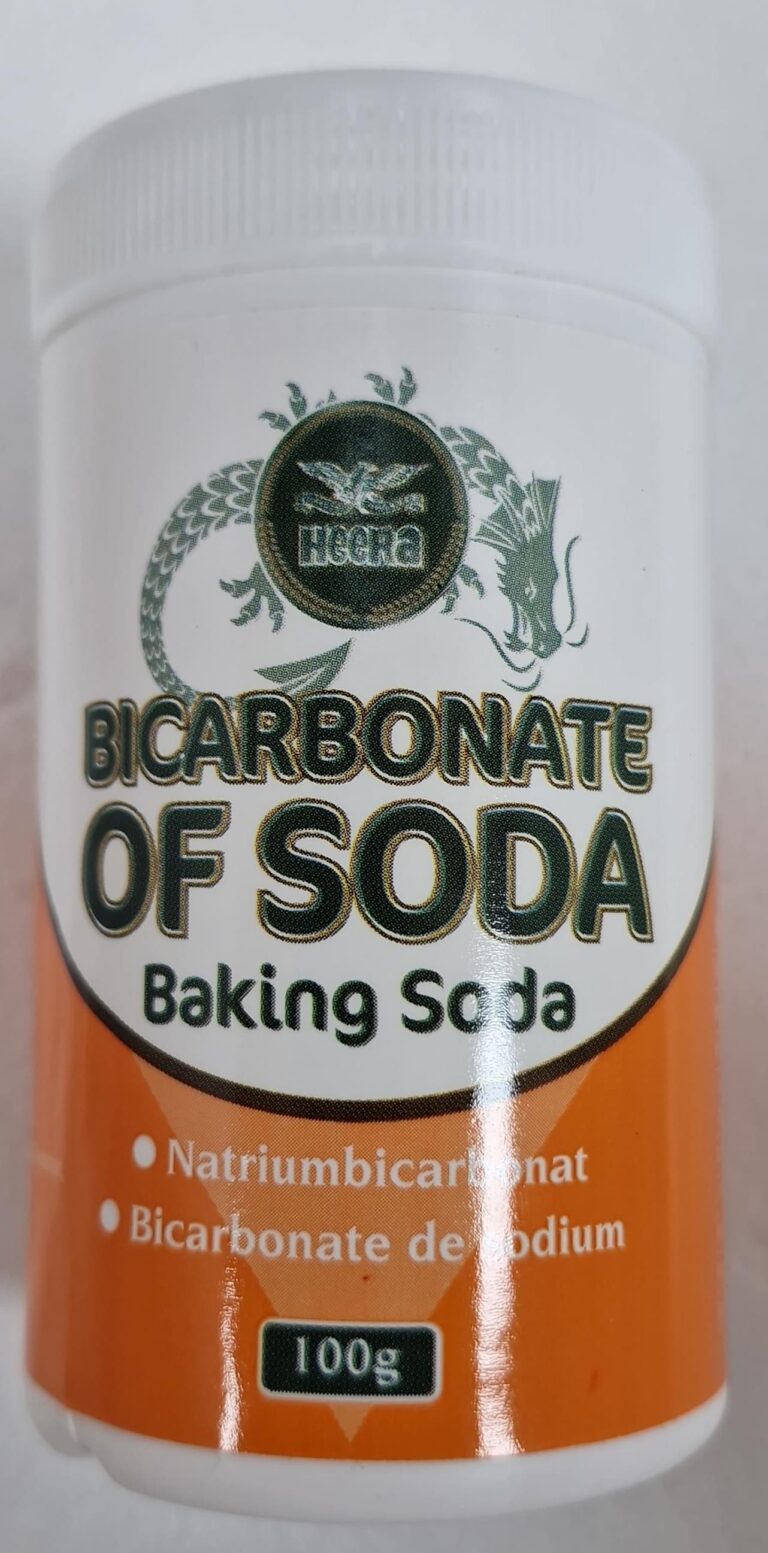 HEERA
BICARBONATE
OF SODA
Baking Soda
Natriumbicarbonat
Bicarbonate de sodium
100g